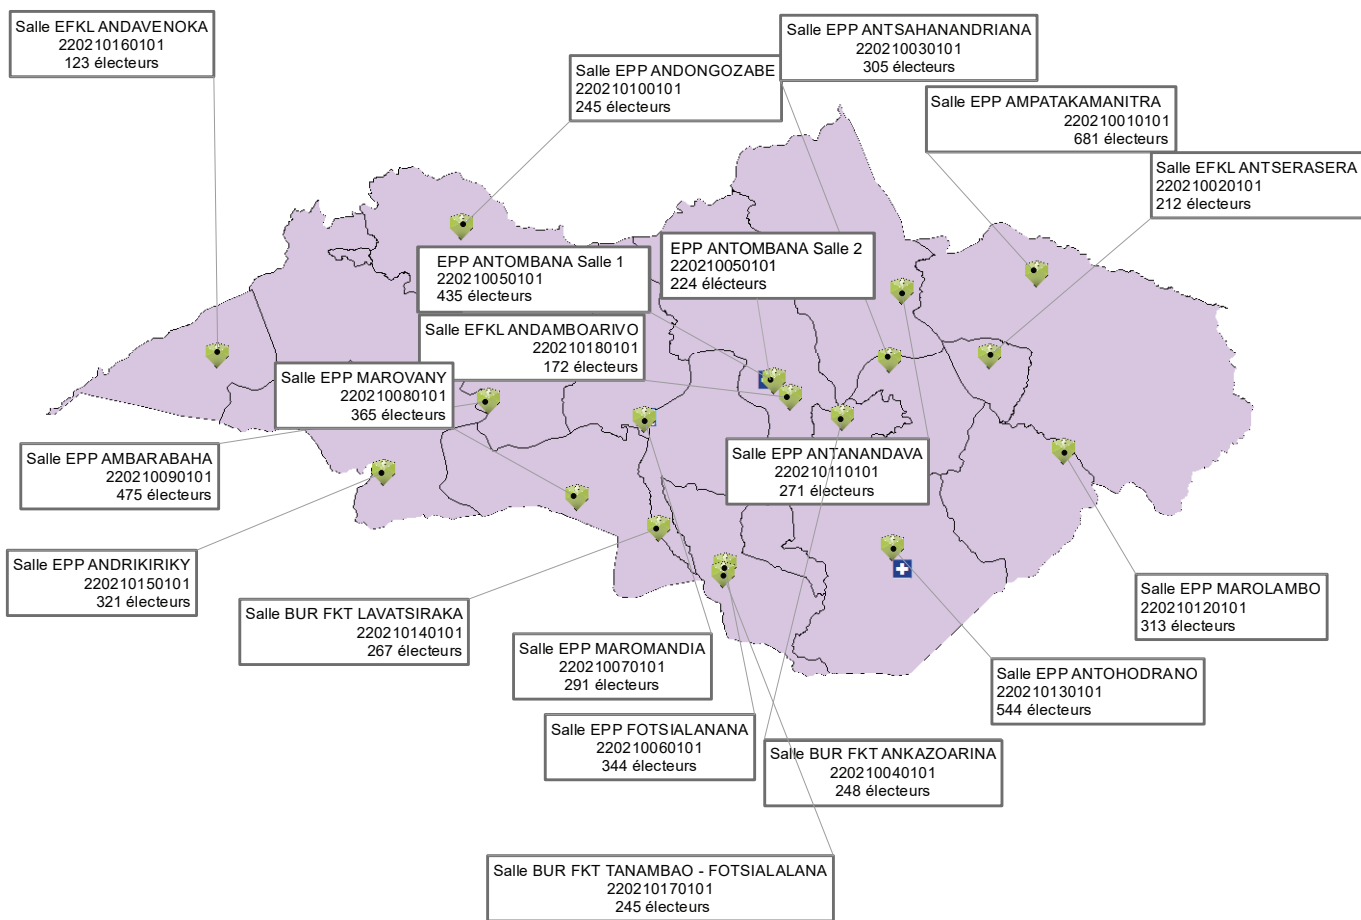 Salle EFKL ANDAVENOKA
220210160101
123 électeurs
Salle EPP ANTSAHANANDRIANA
220210030101
305 électeurs
Salle EPP ANDONGOZABE
220210100101
245 électeurs
Salle EPP AMPATAKAMANITRA
220210010101
681 électeurs
Salle EFKL ANTSERASERA
220210020101
212 électeurs
EPP ANTOMBANA Salle 1
220210050101
435 électeurs
EPP ANTOMBANA Salle 2
220210050101
224 élécteurs
Salle EFKL ANDAMBOARIVO
220210180101
172 électeurs
Salle EPP MAROVANY
220210080101
365 électeurs
Salle EPP AMBARABAHA
220210090101
475 électeurs
Salle EPP ANTANANDAVA
220210110101
271 électeurs
Salle EPP ANDRIKIRIKY
220210150101
321 électeurs
Salle BUR FKT LAVATSIRAKA
220210140101
267 électeurs
Salle EPP MAROLAMBO
220210120101
313 électeurs
Salle EPP MAROMANDIA
220210070101
291 électeurs
Salle EPP ANTOHODRANO
220210130101
544 électeurs
Salle EPP FOTSIALANANA
220210060101
344 électeurs
Salle BUR FKT ANKAZOARINA
220210040101
248 électeurs
Salle BUR FKT TANAMBAO - FOTSIALALANA
220210170101
245 électeurs